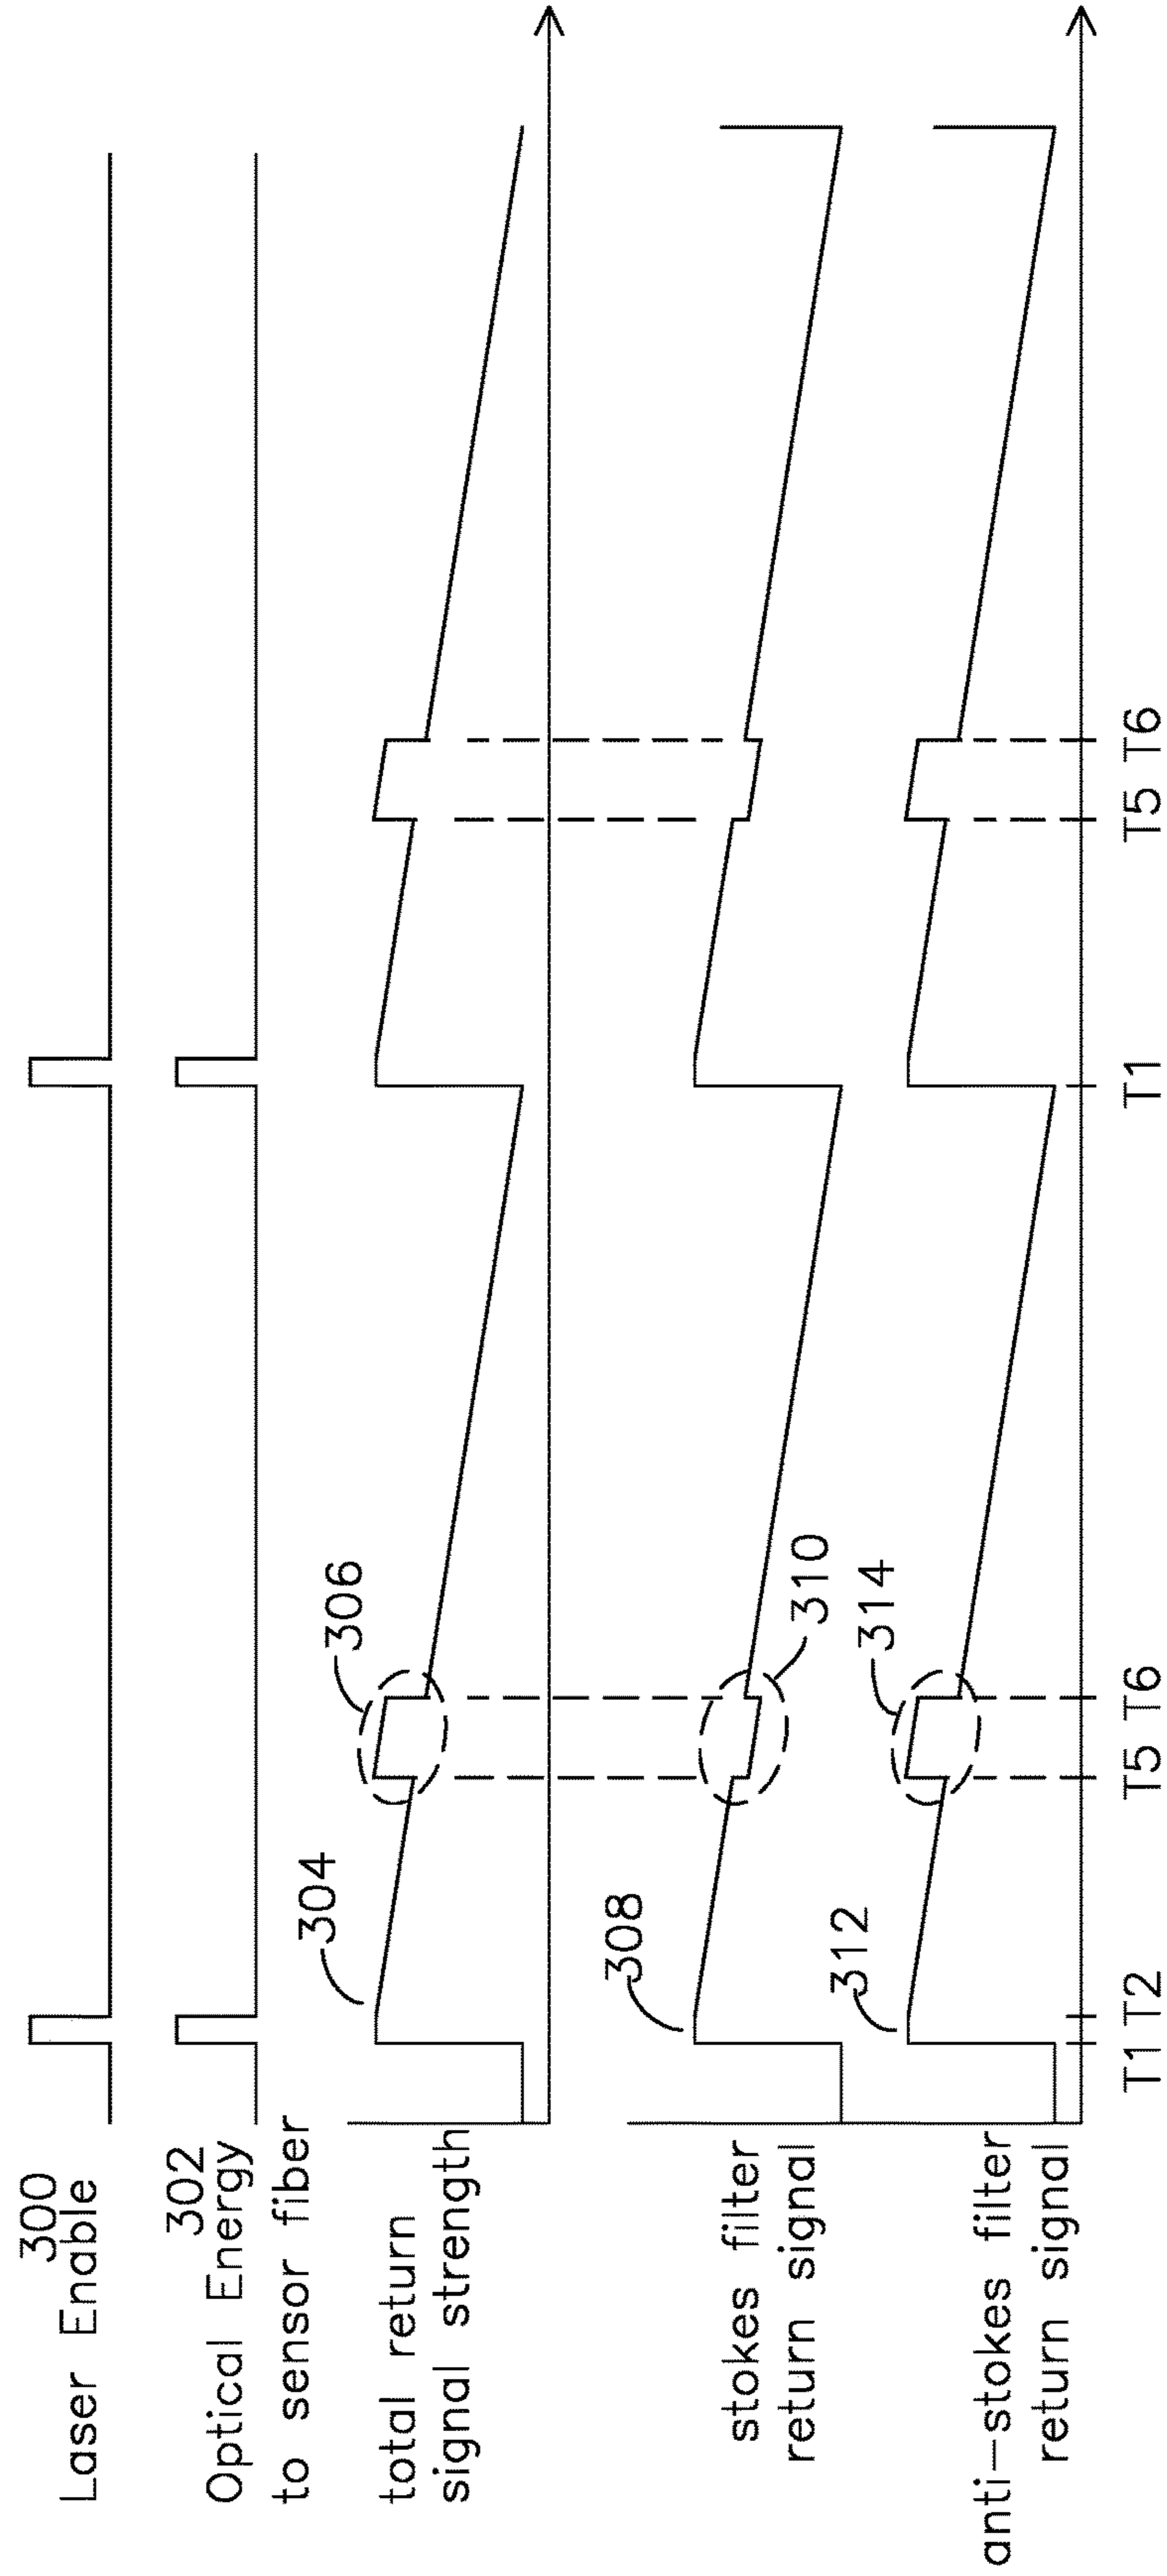 300
Laser Enable
302
Optical Energy
to sensor fiber
304
306
total return
signal strength
308
310
stokes filter
return signal
312
314
anti-stokes filter
return signal
T1 T2 T5 T6 T1 T5 T6